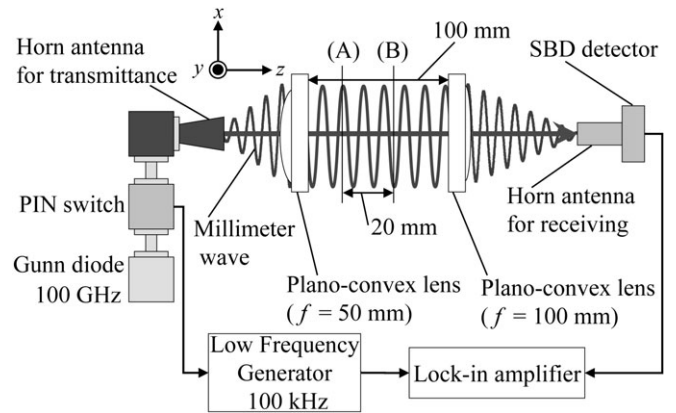 x
y
z
(A)
(B)
100 mm
SBD detector
Horn antenna
for transmittance
PIN switch
Gunn diode
100 GHz
Millimeter
wave
20 mm
Horn antenna
for receiving
Plano-convex lens
( f = 50 mm)
Plano-convex lens
( f = 100 mm)
Low Frequency
Generator
100 kHz
Lock-in amplifier